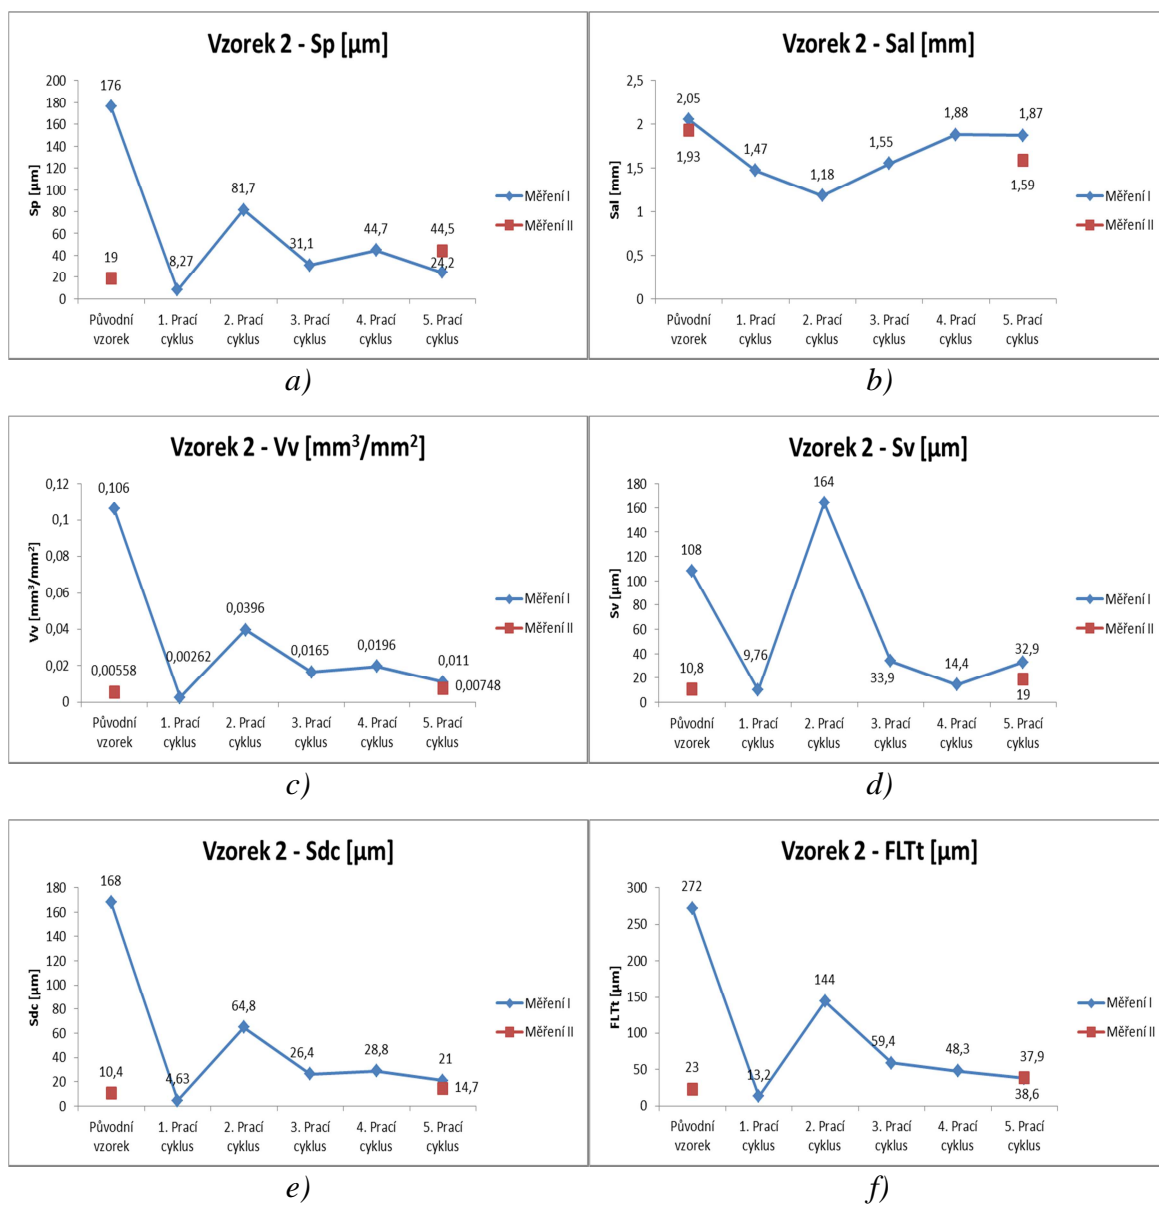 Vzorek 2 - Sp [µm]
Sp [µm]
200
180
160
140
120
100
80
60
40
20
0
176
8,27
81,7
31,1
44,7
24,2
19
44,5
Původní vzorek
1. Prací cyklus
2. Prací cyklus
3. Prací cyklus
4. Prací cyklus
5. Prací cyklus
Měření I
Měření II
a)
Vzorek 2 - Sal [mm]
Sal [mm]
2,5
2
1,5
1
0,5
0
2,05
1,47
1,18
1,55
1,88
1,87
1,93
1,59
Původní vzorek
1. Prací cyklus
2. Prací cyklus
3. Prací cyklus
4. Prací cyklus
5. Prací cyklus
Měření I
Měření II
b)
Vzorek 2 - Vv [mm³/mm²]
Vv [mm³/mm²]
0,12
0,1
0,08
0,06
0,04
0,02
0
0,106
0,00262
0,0396
0,0165
0,0196
0,011
0,00558
0,00748
Původní vzorek
1. Prací cyklus
2. Prací cyklus
3. Prací cyklus
4. Prací cyklus
5. Prací cyklus
Měření I
Měření II
c)
Vzorek 2 - Sv [µm]
Sv [µm]
180
160
140
120
100
80
60
40
20
0
108
9,76
164
33,9
14,4
32,9
10,8
19
Původní vzorek
1. Prací cyklus
2. Prací cyklus
3. Prací cyklus
4. Prací cyklus
5. Prací cyklus
Měření I
Měření II
d)
Vzorek 2 - Sdc [µm]
Sdc [µm]
180
160
140
120
100
80
60
40
20
0
168
4,63
64,8
26,4
28,8
21
10,4
14,7
Původní vzorek
1. Prací cyklus
2. Prací cyklus
3. Prací cyklus
4. Prací cyklus
5. Prací cyklus
Měření I
Měření II
e)
Vzorek 2 - FLTt [µm]
FLTt [µm]
300
250
200
150
100
50
0
272
13,2
144
59,4
48,3
37,9
23
38,6
Původní vzorek
1. Prací cyklus
2. Prací cyklus
3. Prací cyklus
4. Prací cyklus
5. Prací cyklus
Měření I
Měření II
f)